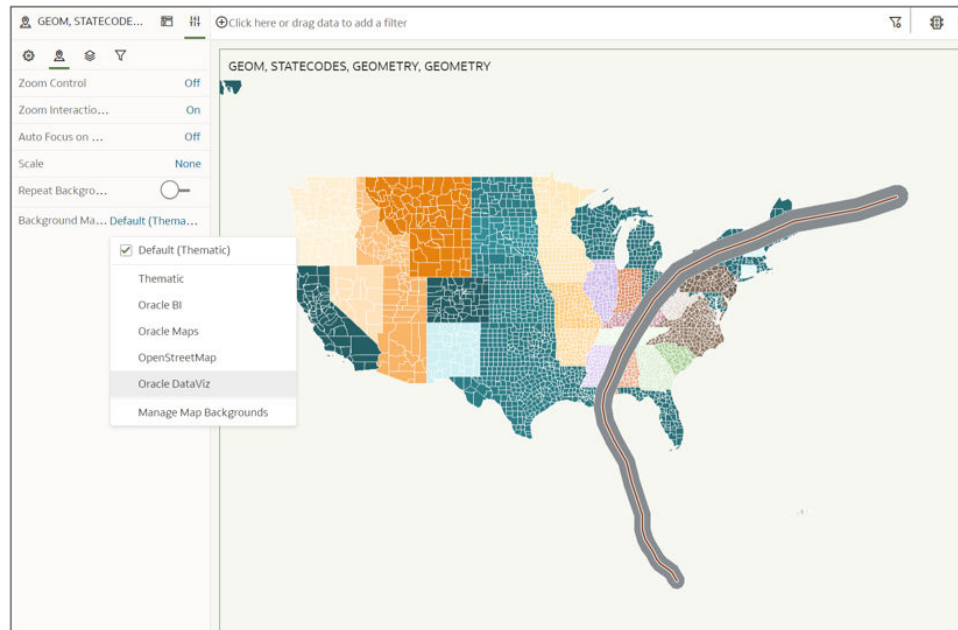 GEOM, STATECODE...
Click here or drag data to add a filter
GEOM, STATECODES, GEOMETRY, GEOMETRY
Zoom Control Off
Zoom Interactio... On
Auto Focus on ... Off
Scale None
Repeat Backgro...
Background Ma... Default (Thema...
Default (Thematic)
Thematic
Oracle BI
Oracle Maps
OpenStreetMap
Oracle DataViz
Manage Map Backgrounds